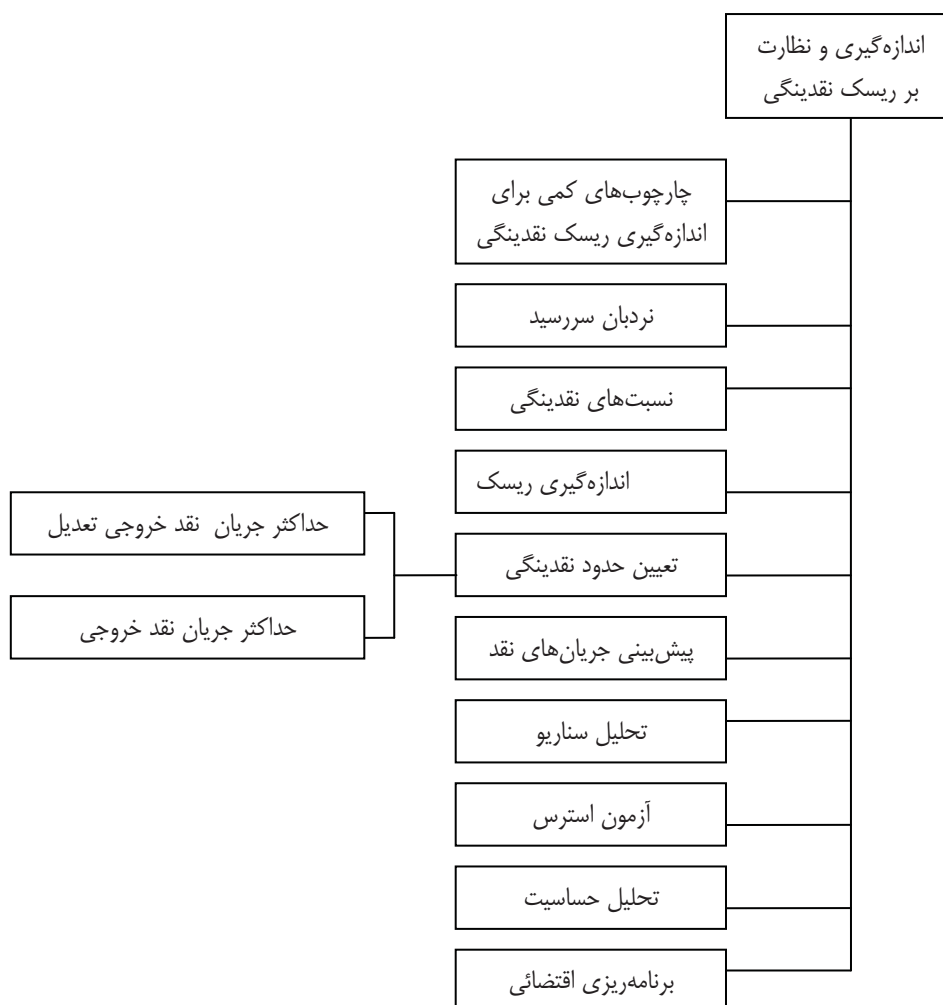 اندازه‌گیری و نظارت
بر ریسک نقدینگی
چارچوب‌های کمی برای
اندازه‌گیری ریسک نقدینگی
نردبان سررسید
نسبت‌های نقدینگی
اندازه‌گیری ریسک
تعیین حدود نقدینگی
حداکثر جریان نقد خروجی تعدیل
حداکثر جریان نقد خروجی
پیش‌بینی جریان‌های نقد
تحلیل سناریو
آزمون استرس
تحلیل حساسیت
برنامه‌ریزی اقتضائی